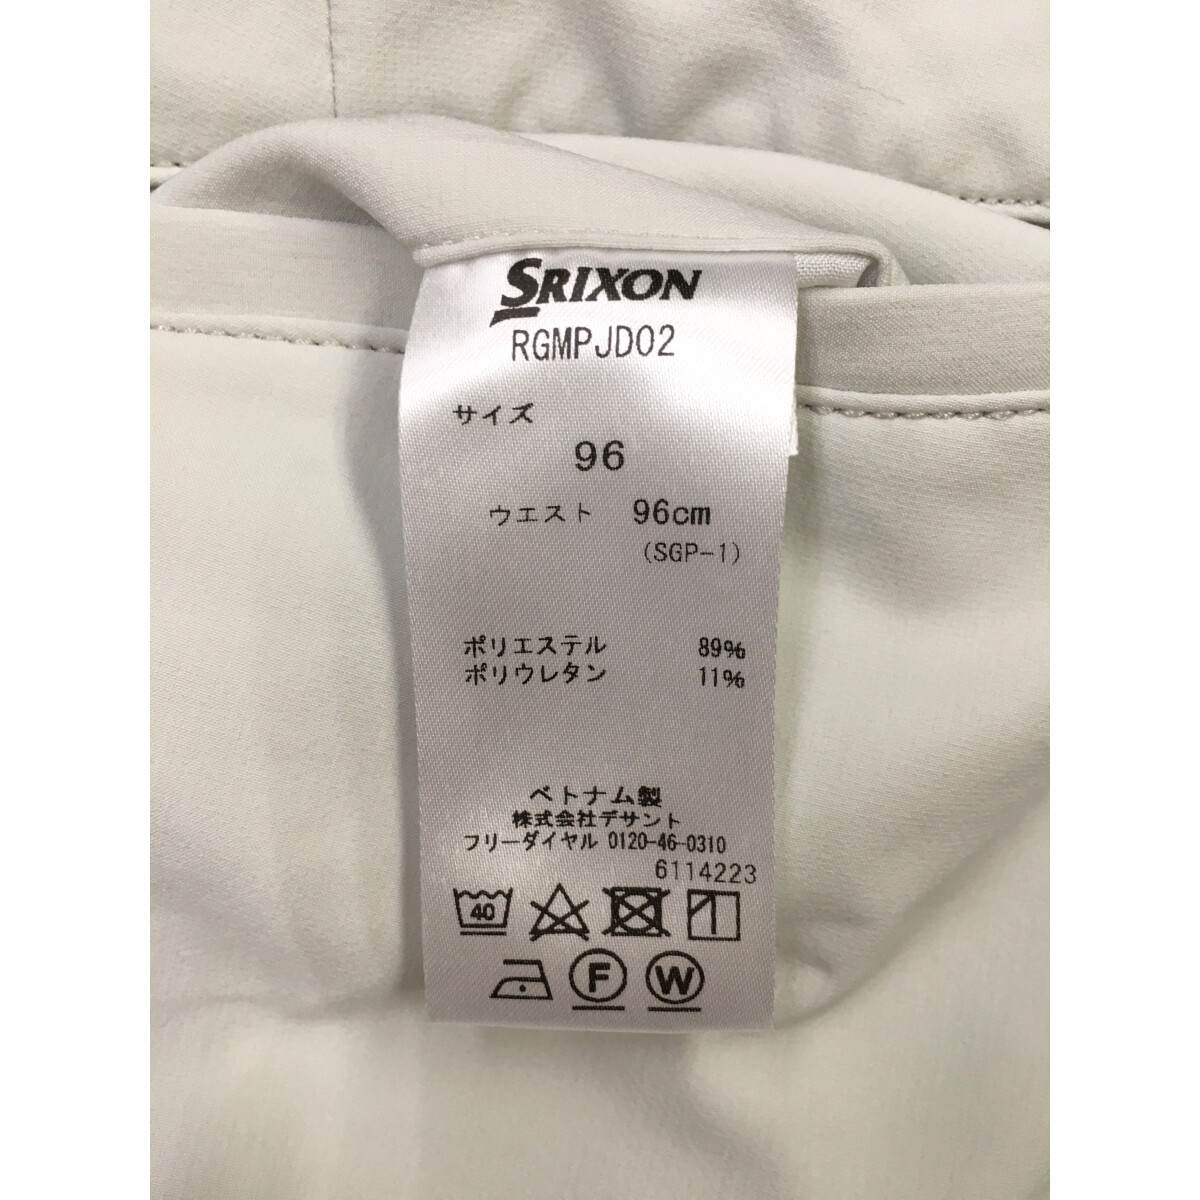 SRIXON
RGMPJD02
サイズ
96
ウエスト 96cm
(SGP-1)
ポリエステル 89%
ポリウレタン 11%
ベトナム製
株式会社デサント
フリーダイヤル 0120-46-0310
6114223
40
F W